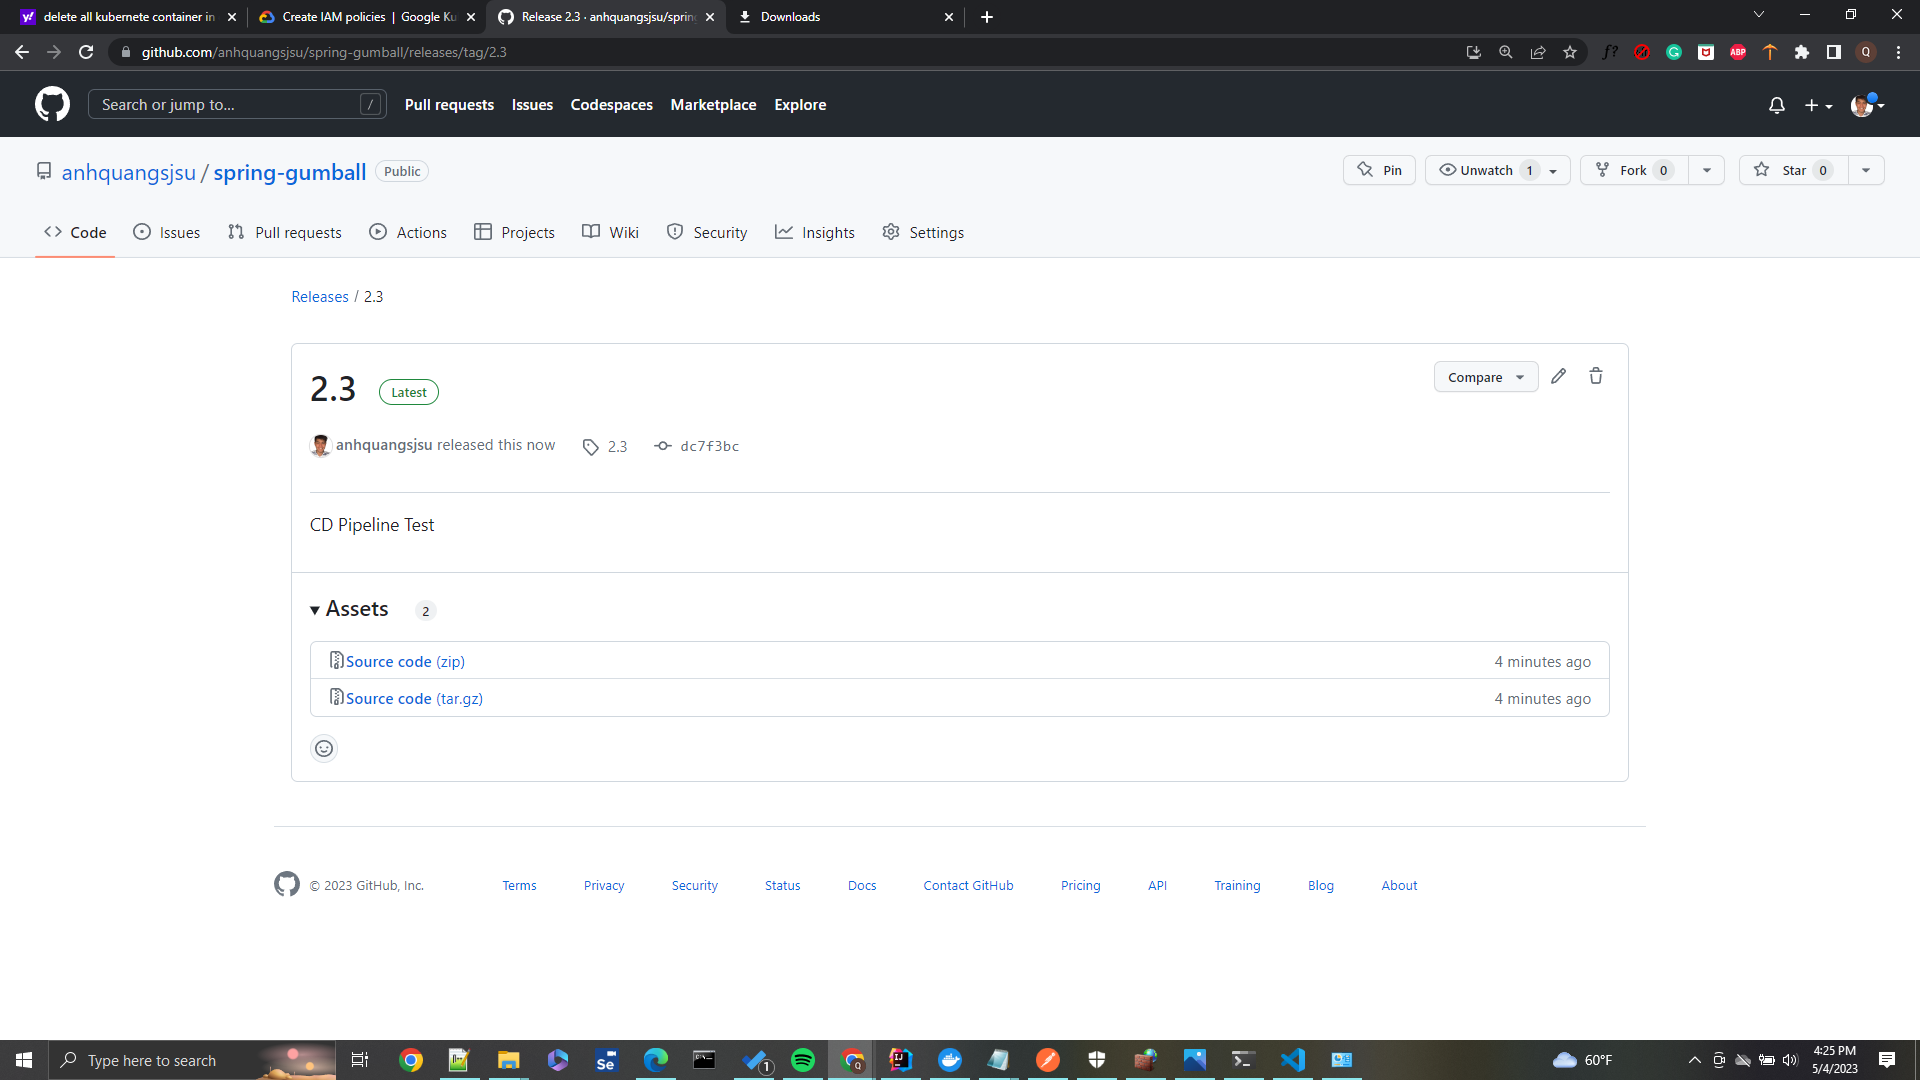 delete all kubernete container in
Create IAM policies | Google Ku
Release 2.3 · anhquangsjsu/spring
Downloads
github.com/anhquangsjsu/spring-gumball/releases/tag/2.3
f?
ABP
Q
Search or jump to...
/
Pull requests
Issues
Codespaces
Marketplace
Explore
anhquangsjsu / spring-gumball
Public
Pin
Unwatch 1
Fork 0
Star 0
Code
Issues
Pull requests
Actions
Projects
Wiki
Security
Insights
Settings
Releases / 2.3
2.3
Latest
Compare
anhquangsjsu released this now
2.3
dc7f3bc
CD Pipeline Test
Assets 2
Source code (zip)
4 minutes ago
Source code (tar.gz)
4 minutes ago
© 2023 GitHub, Inc.
Terms
Privacy
Security
Status
Docs
Contact GitHub
Pricing
API
Training
Blog
About
Type here to search
Se
1
Q
IJ
60°F
4:25 PM
5/4/2023